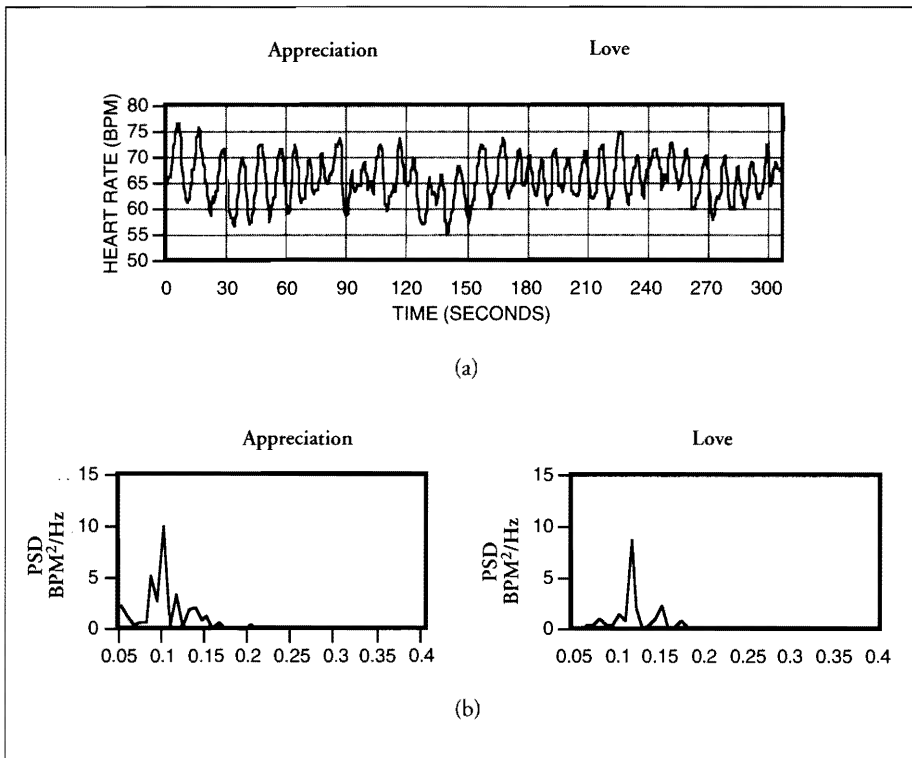 Appreciation Love
HEART RATE (BPM)
80
75
70
65
60
55
50
0 30 60 90 120 150 180 210 240 270 300
TIME (SECONDS)
(a)
Appreciation Love
PSD
BPM²/Hz
15
10
5
0
0.05 0.1 0.15 0.2 0.25 0.3 0.35 0.4
PSD
BPM²/Hz
15
10
5
0
0.05 0.1 0.15 0.2 0.25 0.3 0.35 0.4
(b)